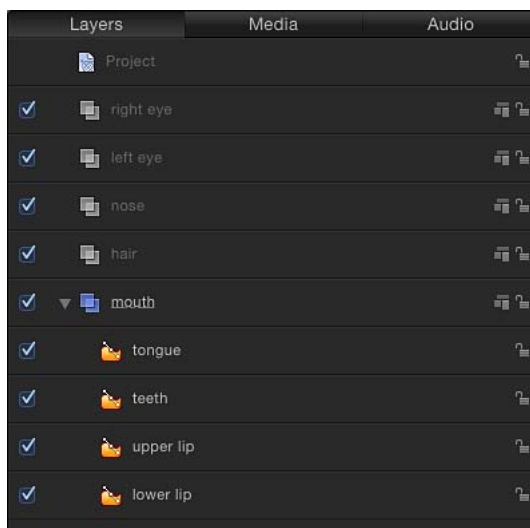 Layers Media Audio
Project
right eye
left eye
nose
hair
mouth
tongue
teeth
upper lip
lower lip